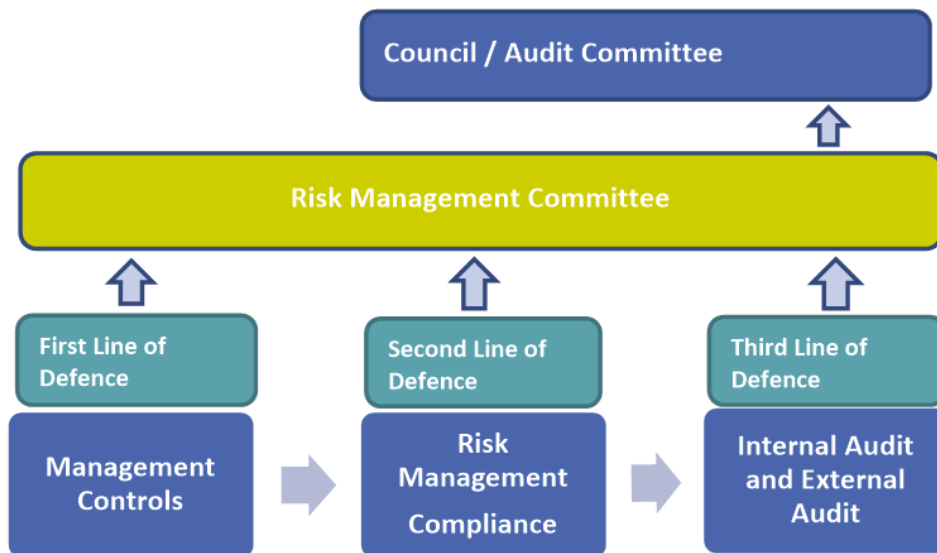 Council / Audit Committee
Risk Management Committee
First Line of
Defence
Second Line of
Defence
Third Line of
Defence
Management
Controls
Risk
Management
Compliance
Internal Audit
and External
Audit